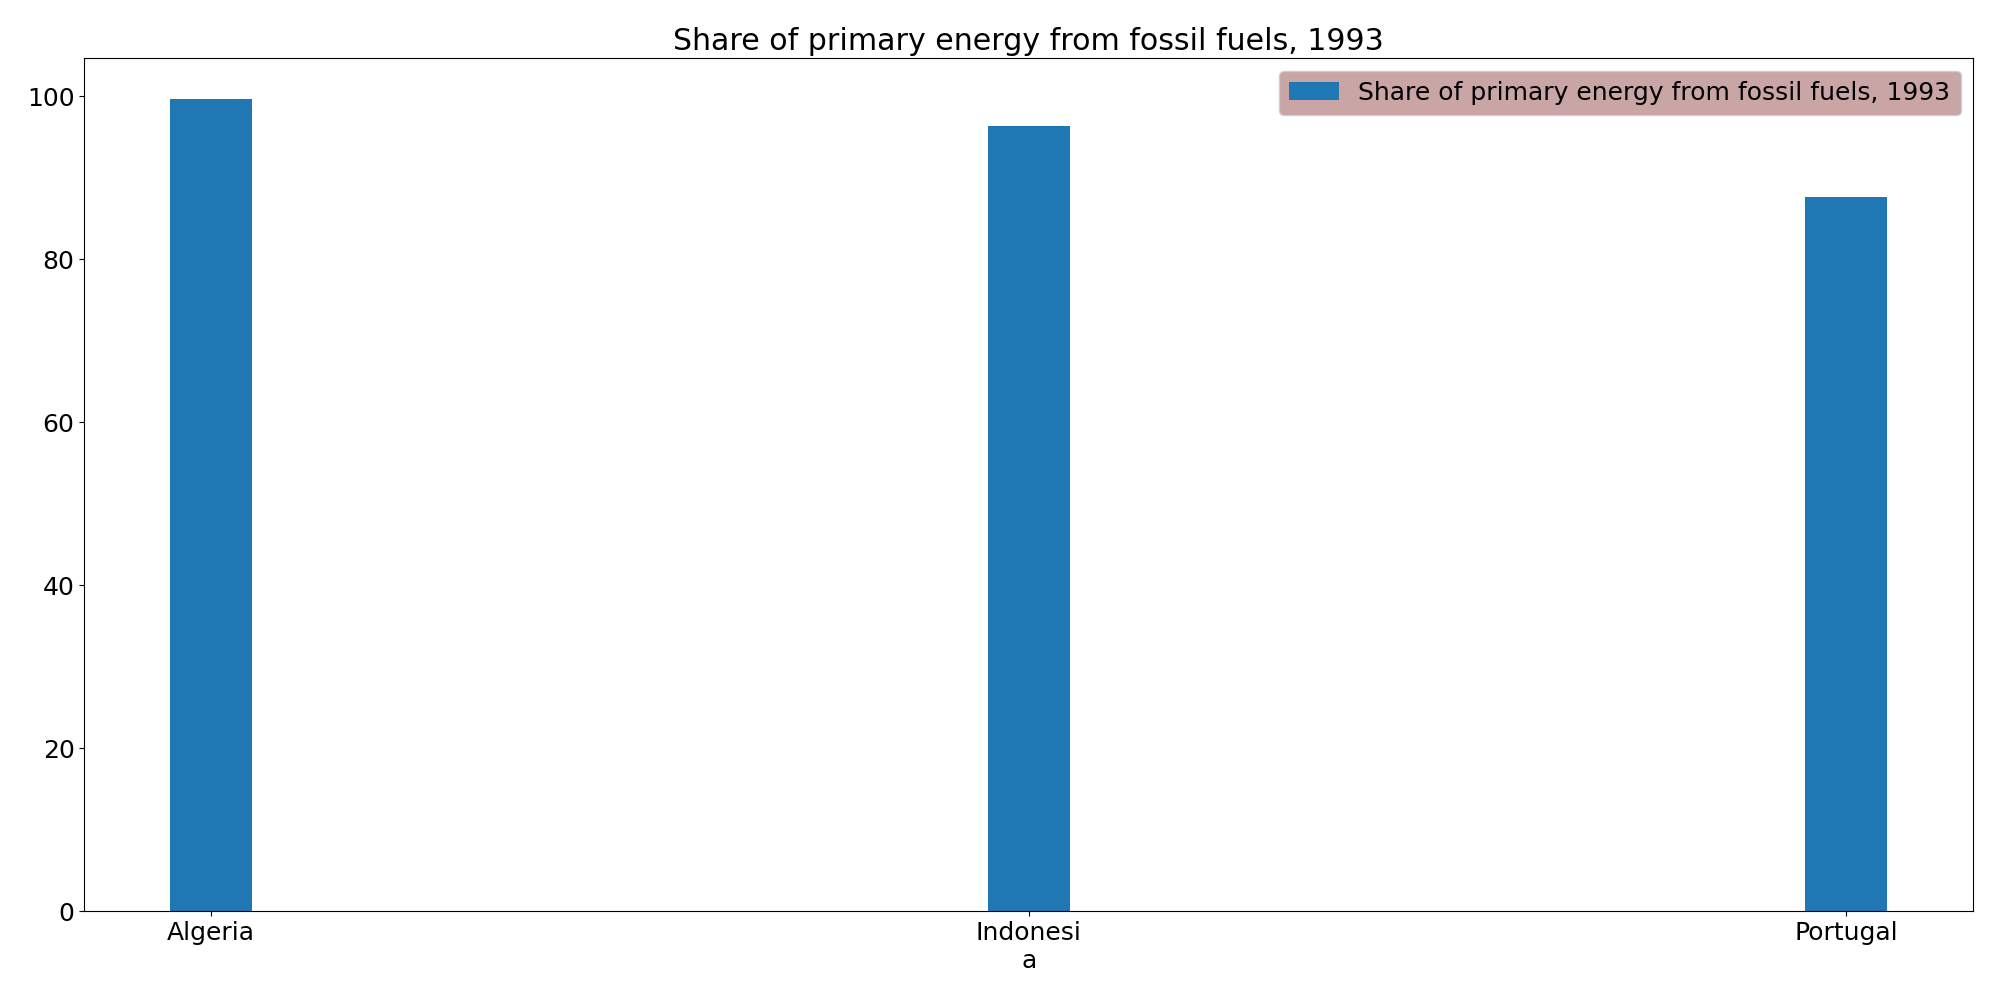 Share of primary energy from fossil fuels, 1993
Share of primary energy from fossil fuels, 1993
100
80
60
40
20
0
Algeria
Indonesi
a
Portugal